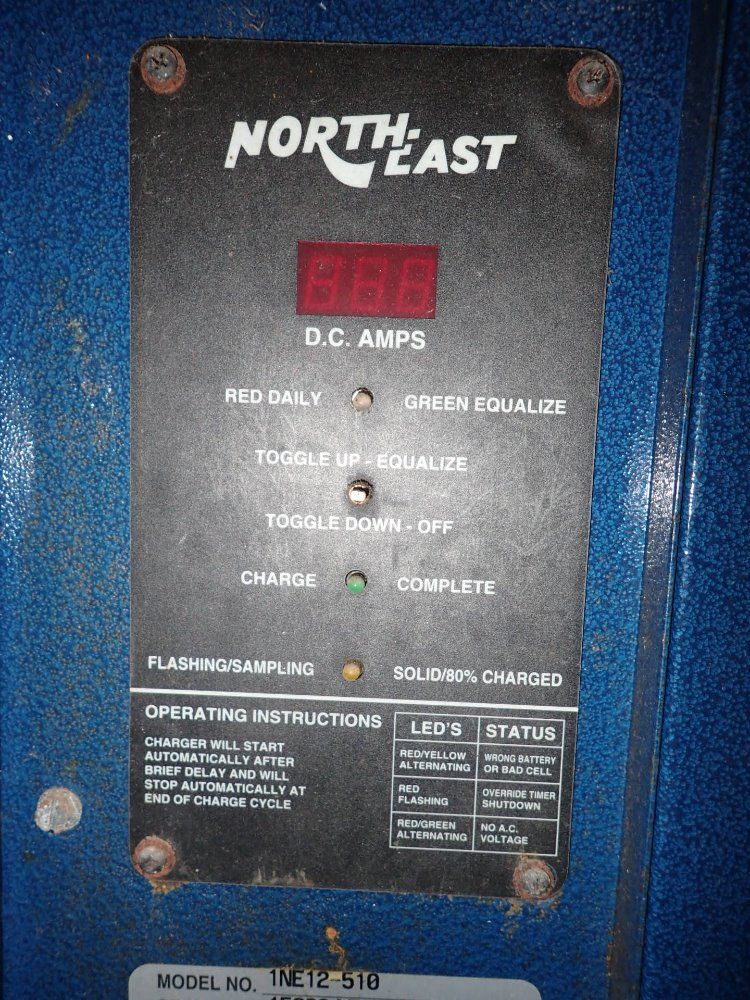 NORTH-EAST
D.C. AMPS
RED DAILY GREEN EQUALIZE
TOGGLE UP - EQUALIZE
TOGGLE DOWN - OFF
CHARGE COMPLETE
FLASHING/SAMPLING SOLID/80% CHARGED
OPERATING INSTRUCTIONS
CHARGER WILL START
AUTOMATICALLY AFTER
BRIEF DELAY AND WILL
STOP AUTOMATICALLY AT
END OF CHARGE CYCLE
LED'S STATUS
RED/YELLOW WRONG BATTERY
ALTERNATING OR BAD CELL
RED OVERRIDE TIMER
FLASHING SHUTDOWN
RED/GREEN NO A.C.
ALTERNATING VOLTAGE
MODEL NO. 1NE12-510